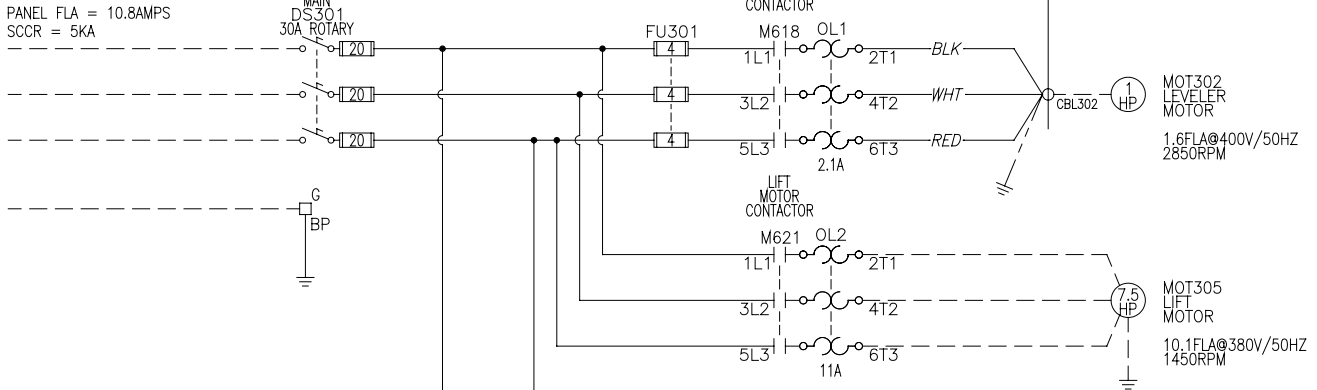 PANEL FLA = 10.8AMPS
SCCR = 5KA
MAIN
DS301
30A ROTARY
20
20
20
G
BP
FU301
4
4
4
CONTACTOR
M618
OL1
1L1
2T1
BLK
3L2
4T2
WHT
5L3
6T3
RED
2.1A
CBL302
1
HP
MOT302
LEVELER
MOTOR
1.6FLA@400V/50HZ
2850RPM
LIFT
MOTOR
CONTACTOR
M621
OL2
1L1
2T1
3L2
4T2
5L3
6T3
11A
7.5
HP
MOT305
LIFT
MOTOR
10.1FLA@380V/50HZ
1450RPM